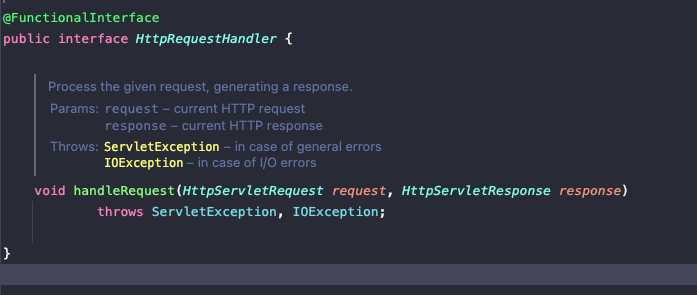 @FunctionalInterface
public interface HttpRequestHandler {
Process the given request, generating a response.
Params: request – current HTTP request
response – current HTTP response
Throws: ServletException – in case of general errors
IOException – in case of I/O errors
void handleRequest(HttpServletRequest request, HttpServletResponse response)
throws ServletException, IOException;
}